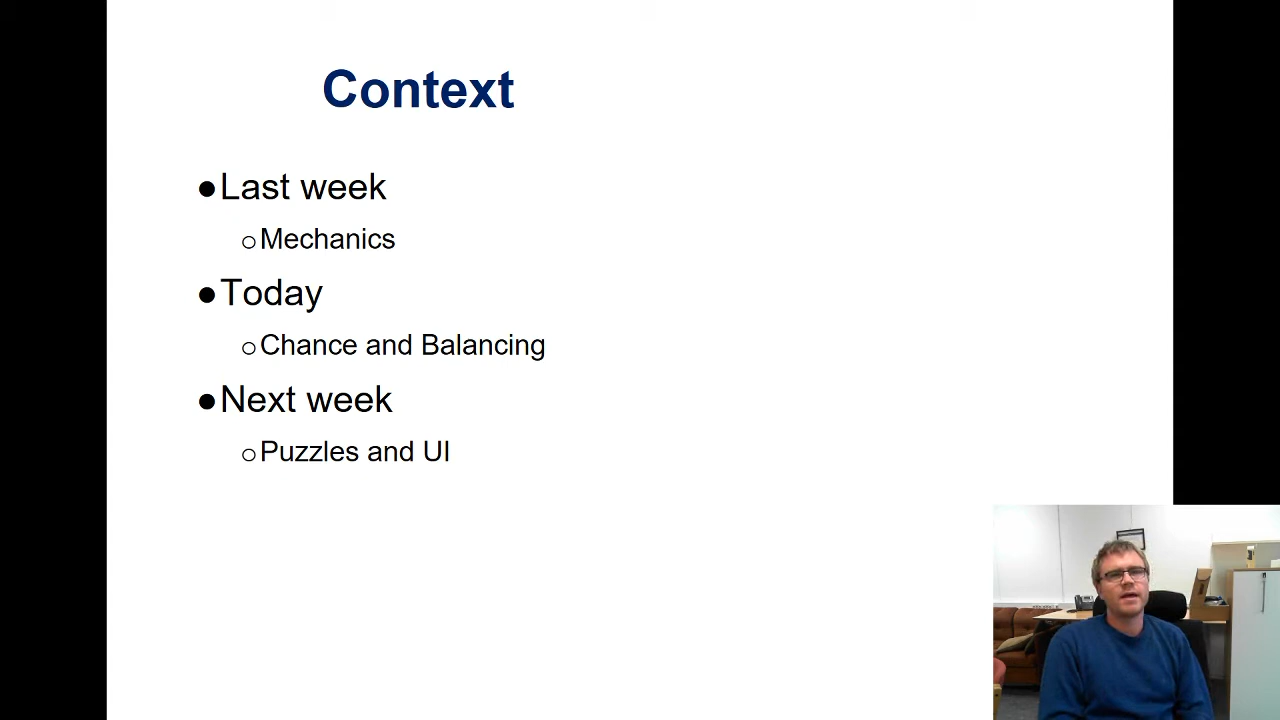 Context
●Last week
○Mechanics
●Today
○Chance and Balancing
●Next week
○Puzzles and UI